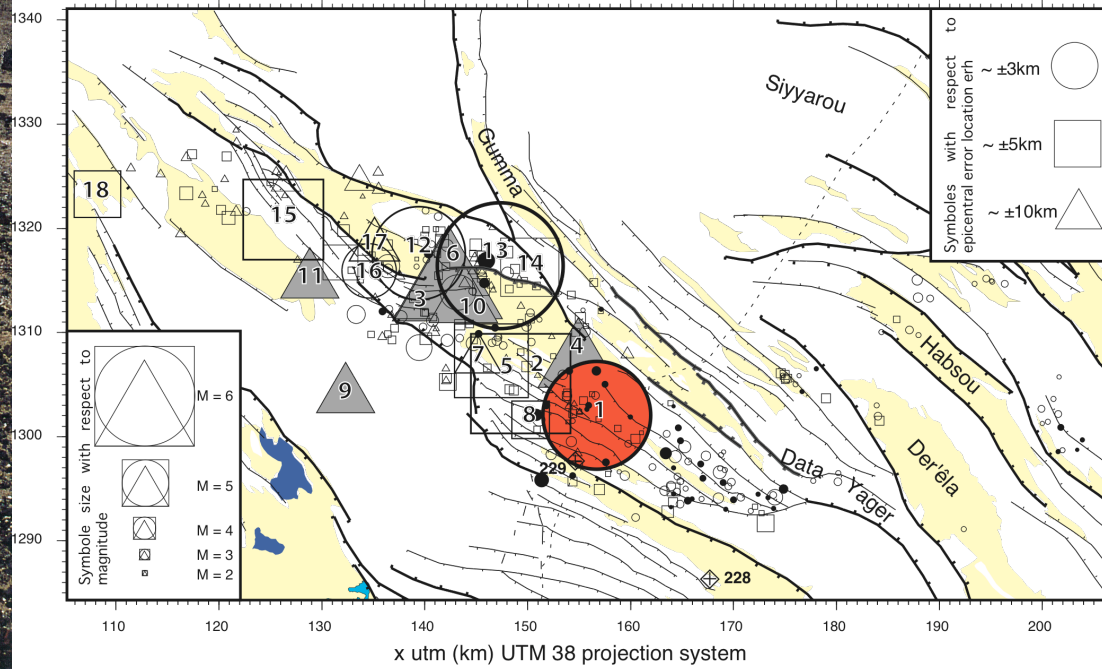 1340
1330
1320
1310
1300
1290
Siyyarou
Gumma
Symboles with respect to
epicentral error location erh
~ ±3km
~ ±5km
~ ±10km
18
15
17
12
6
13
14
16
11
3
10
7
5
2
4
9
8
1
229
228
Habsou
Der'êla
Data Yager
Symbole size with respect to
magnitude
M = 6
M = 5
M = 4
M = 3
M = 2
110 120 130 140 150 160 170 180 190 200
x utm (km) UTM 38 projection system